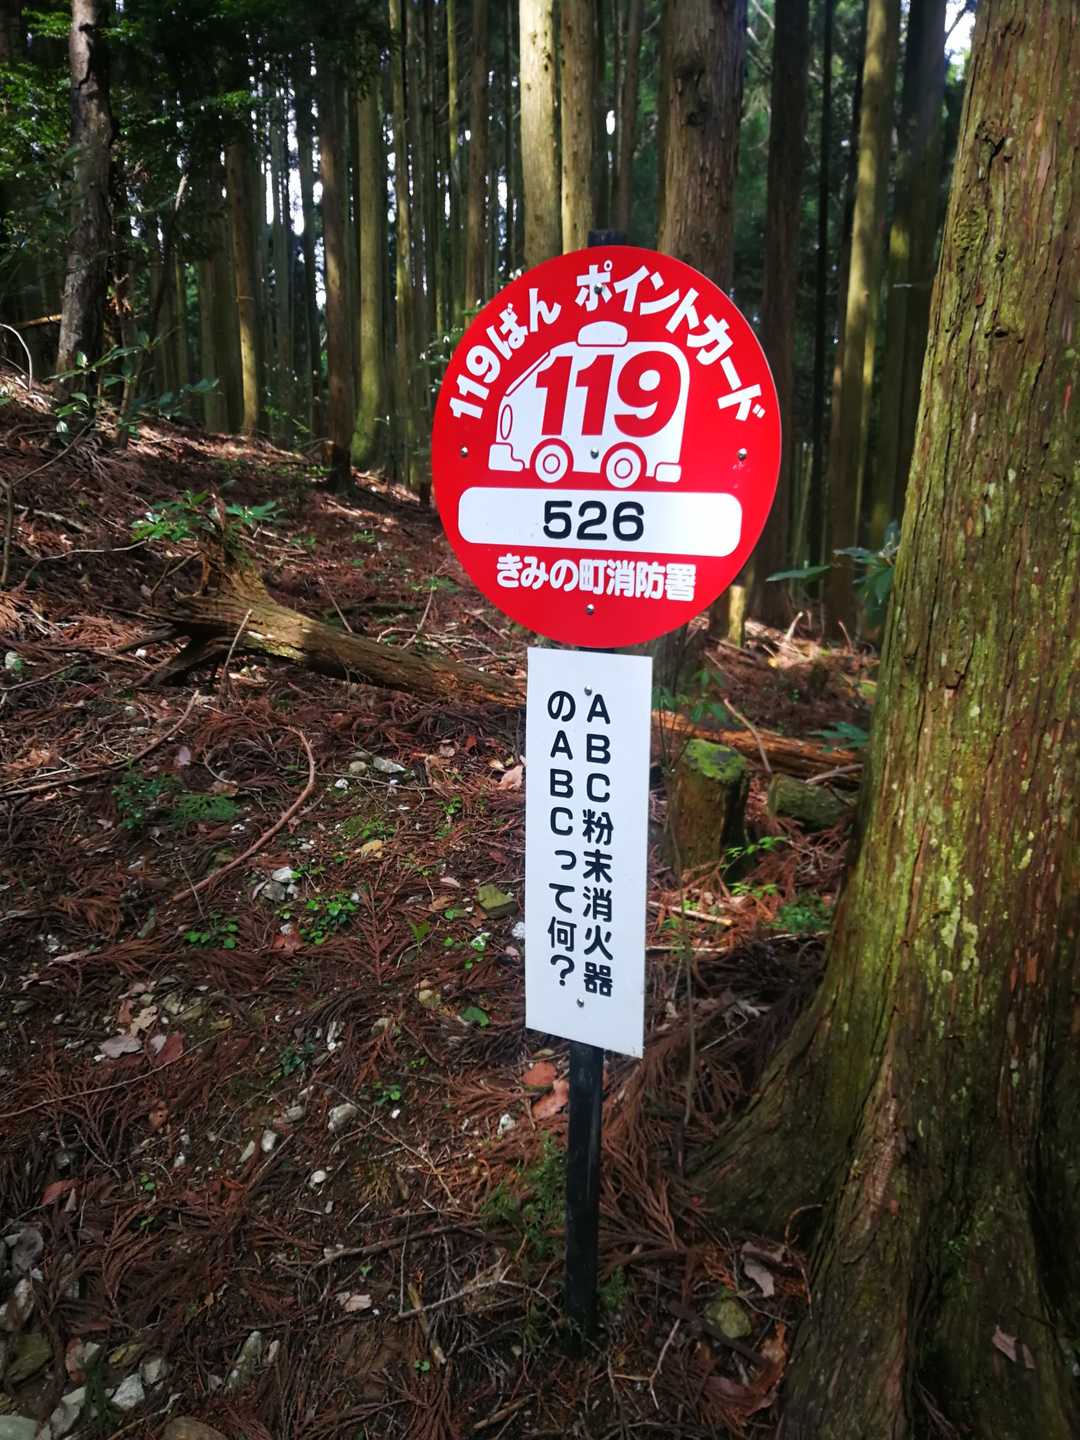 119ばん ポイントカード
119
526
きみの町消防署
ABC粉末消火器
のABCって何?